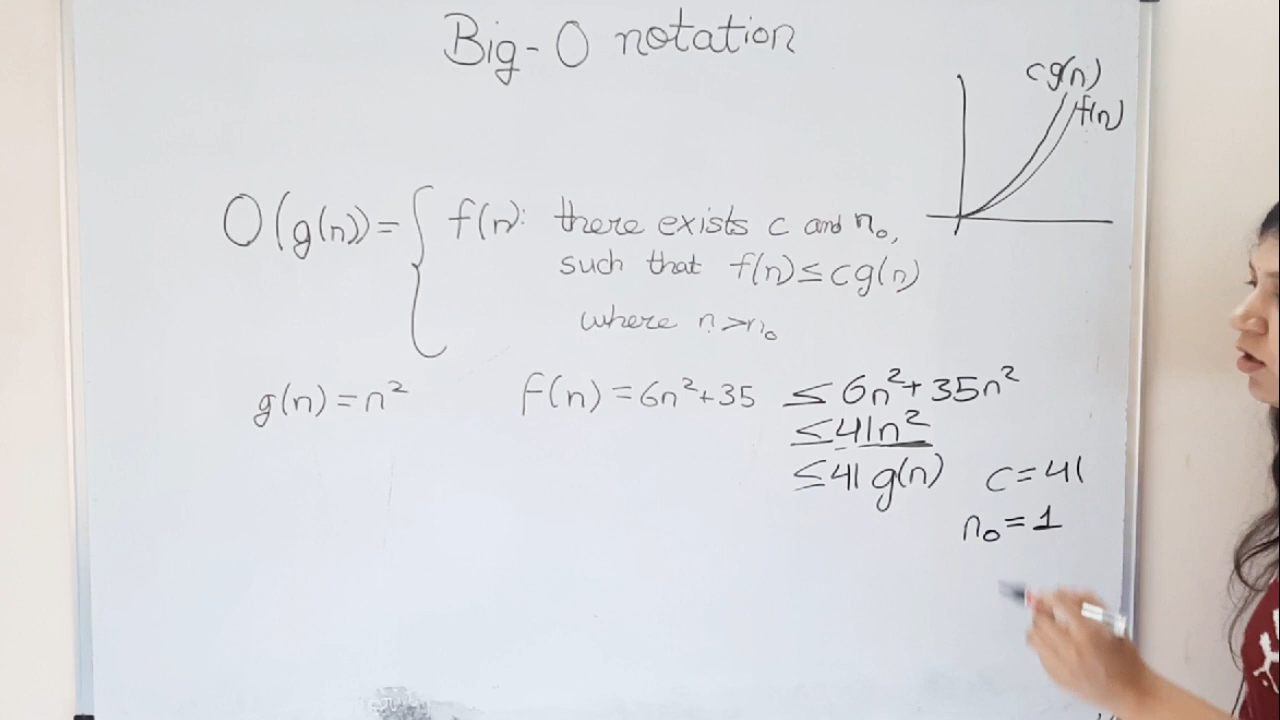 Big-O notation
cg(n)
f(n)
O(g(n)) = { f(n): there exists c and n₀,
such that f(n) ≤ cg(n)
where n > n₀
g(n) = n² f(n) = 6n² + 35 ≤ 6n² + 35n²
≤ 41n²
≤ 41 g(n) c = 41
n₀ = 1